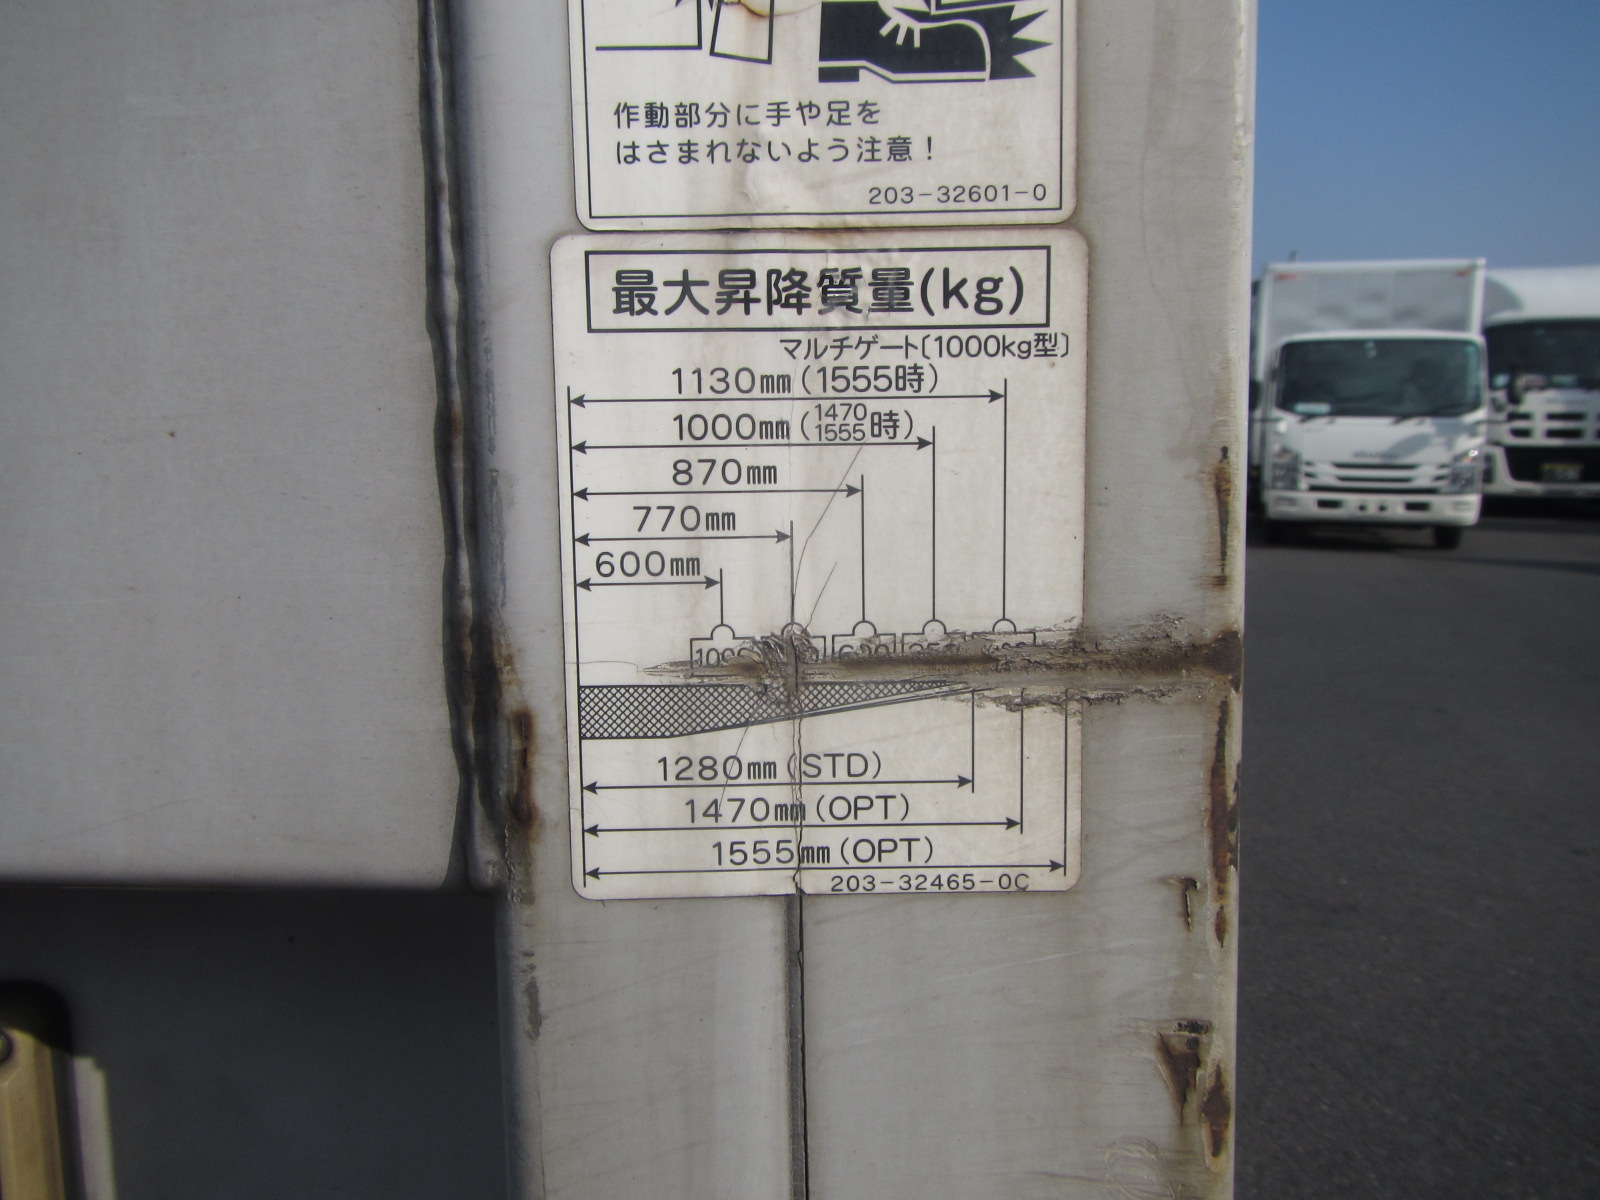 作動部分に手や足を
はさまれないよう注意！
203-32601-0
最大昇降質量(kg)
マルチゲート〔1000kg型〕
1130mm(1555時)
1000mm(1470 1555時)
870mm
770mm
600mm
1280mm(STD)
1470mm(OPT)
1555mm(OPT)
203-32465-0C